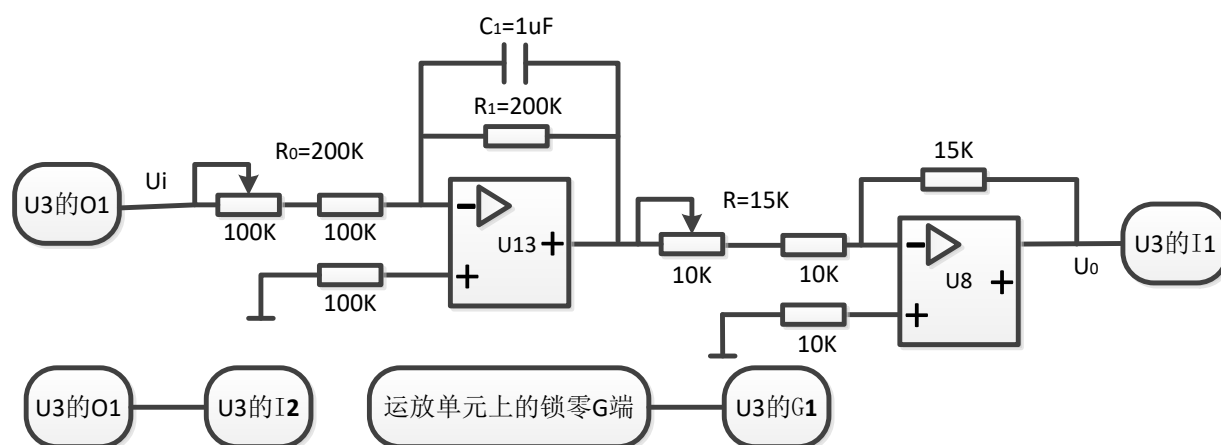 C1=1uF
R1=200K
R0=200K
Ui
U3的O1
100K
100K
100K
U13
R=15K
10K
10K
15K
10K
U8
U0
U3的I1
U3的O1
U3的I2
运放单元上的锁零G端
U3的G1